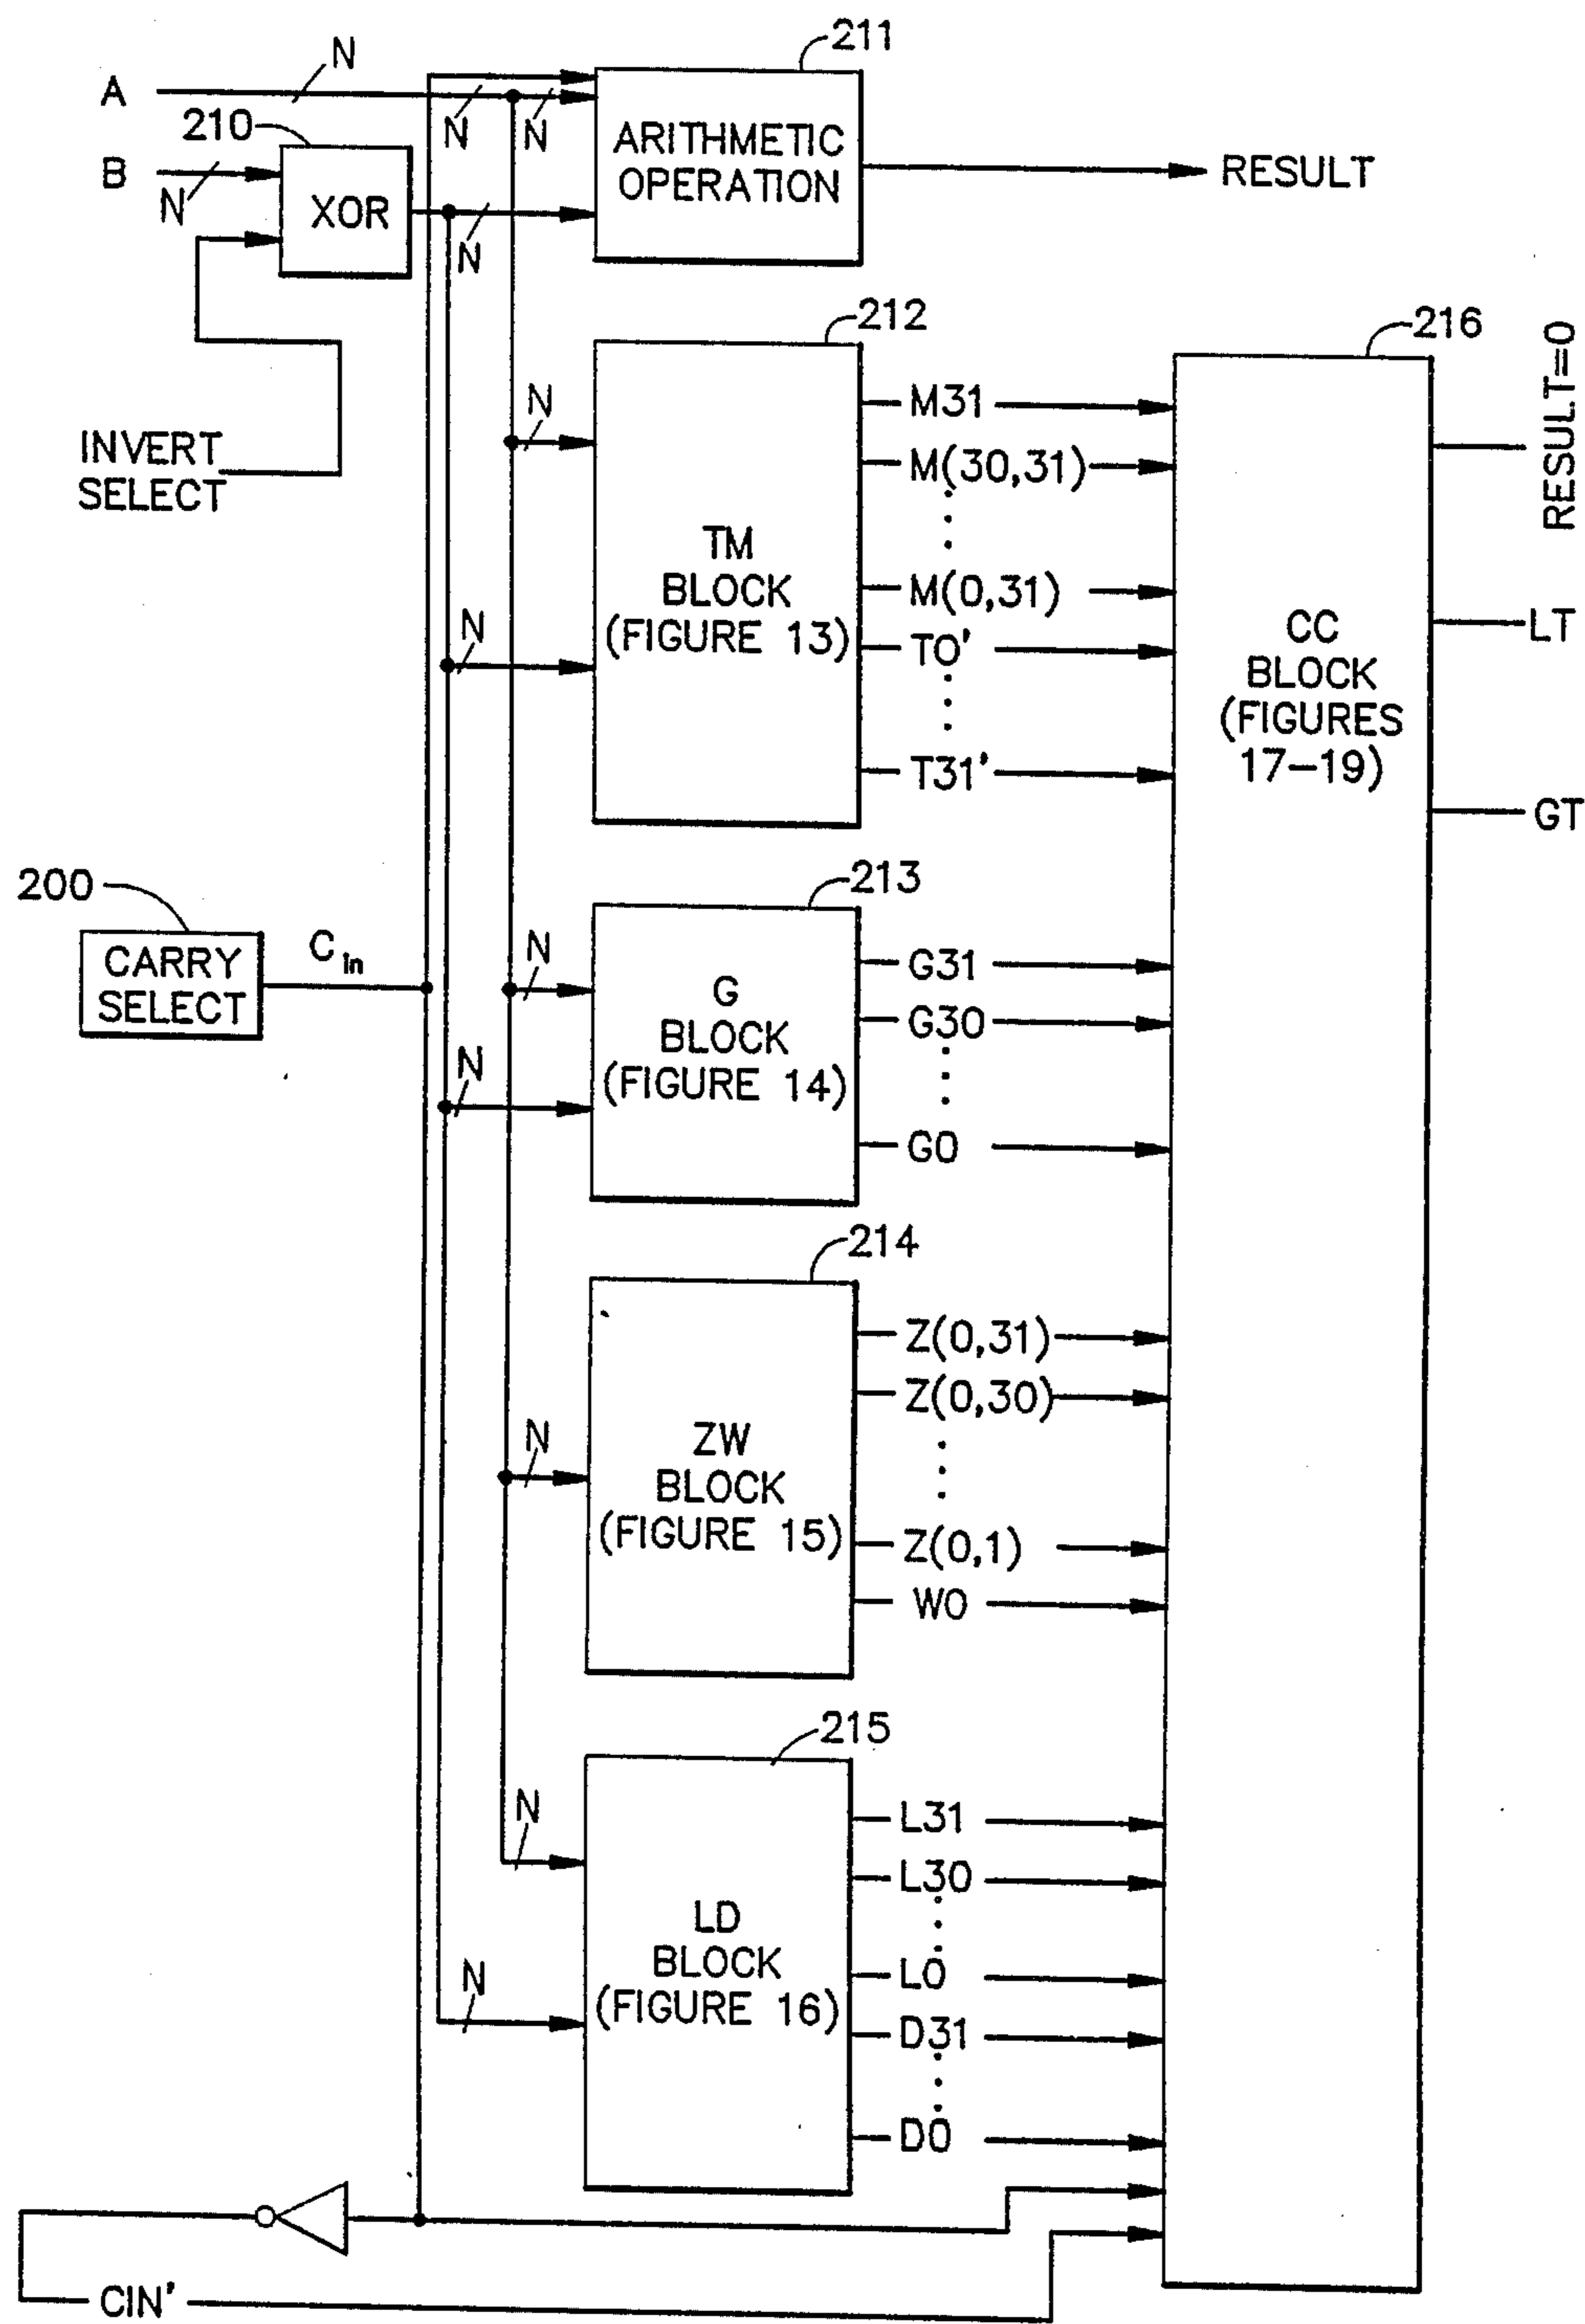 211
N
A
N
N
210
B
N
XOR
N
ARITHMETIC
OPERATION
RESULT
INVERT
SELECT
212
N
N
TM
BLOCK
(FIGURE 13)
M31
M(30,31)
M(0,31)
T0'
T31'
216
CC
BLOCK
(FIGURES
17-19)
RESULT=0
LT
GT
200
CARRY
SELECT
Cin
213
N
N
G
BLOCK
(FIGURE 14)
G31
G30
G0
214
N
ZW
BLOCK
(FIGURE 15)
Z(0,31)
Z(0,30)
Z(0,1)
W0
215
N
N
LD
BLOCK
(FIGURE 16)
L31
L30
L0
D31
D0
CIN'